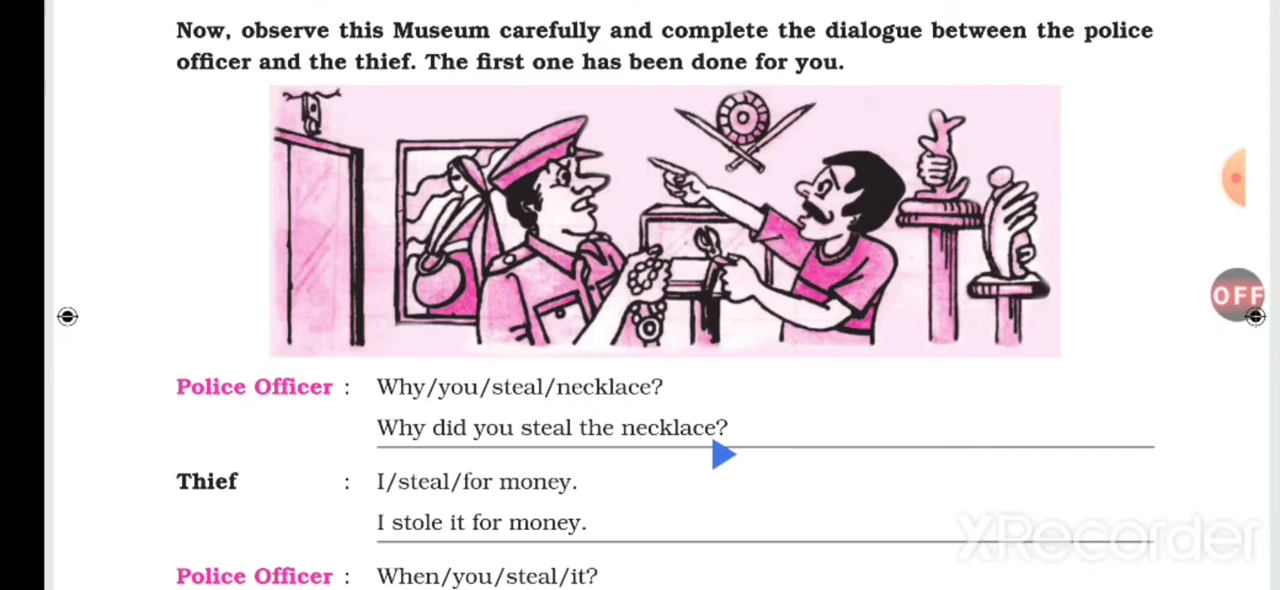 Now, observe this Museum carefully and complete the dialogue between the police
officer and the thief. The first one has been done for you.
Police Officer : Why/you/steal/necklace?
Why did you steal the necklace?
Thief : I/steal/for money.
I stole it for money.
Police Officer : When/you/steal/it?
OFF
XRecorder